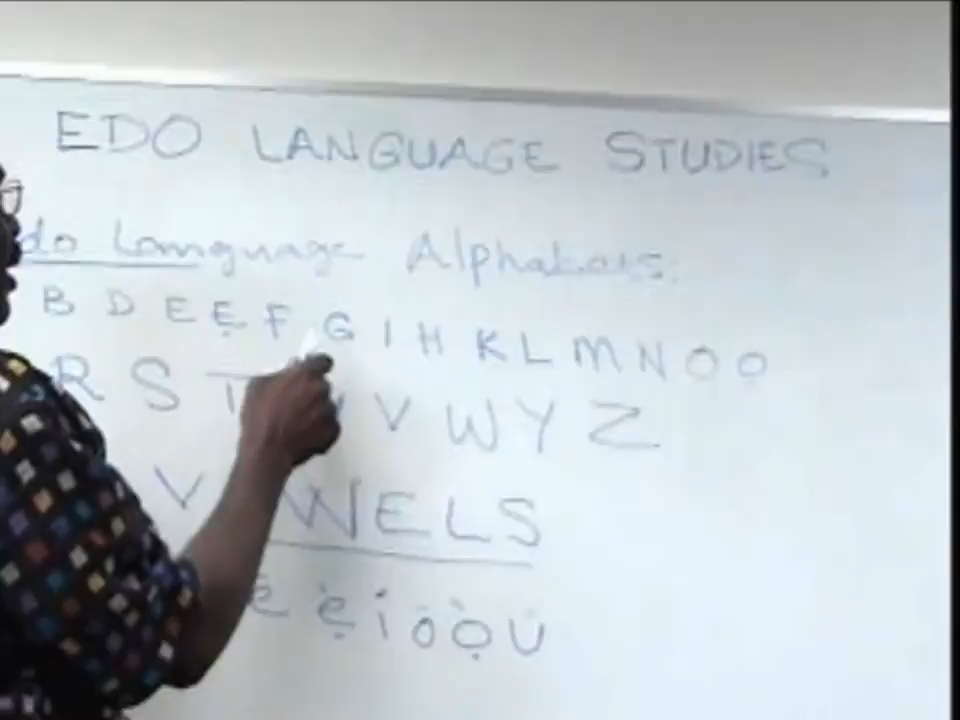 EDO LANGUAGE STUDIES
do Language Alphabets:
B D E Ẹ F G I H K L M N O Ọ
R S T V W Y Z
V WELS
e ẹ̀ i ō ọ̀ ū